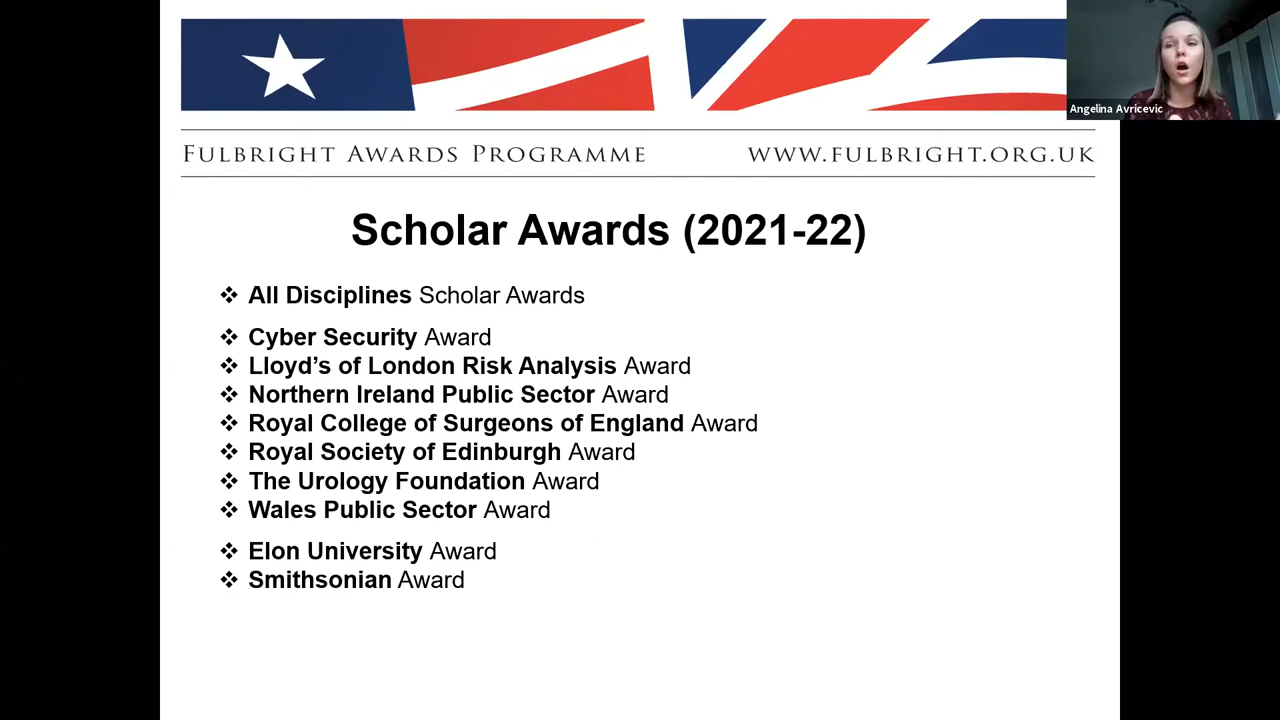 Angelina Avricevic
FULBRIGHT AWARDS PROGRAMME
WWW.FULBRIGHT.ORG.UK
Scholar Awards (2021-22)
❖ All Disciplines Scholar Awards
❖ Cyber Security Award
❖ Lloyd’s of London Risk Analysis Award
❖ Northern Ireland Public Sector Award
❖ Royal College of Surgeons of England Award
❖ Royal Society of Edinburgh Award
❖ The Urology Foundation Award
❖ Wales Public Sector Award
❖ Elon University Award
❖ Smithsonian Award